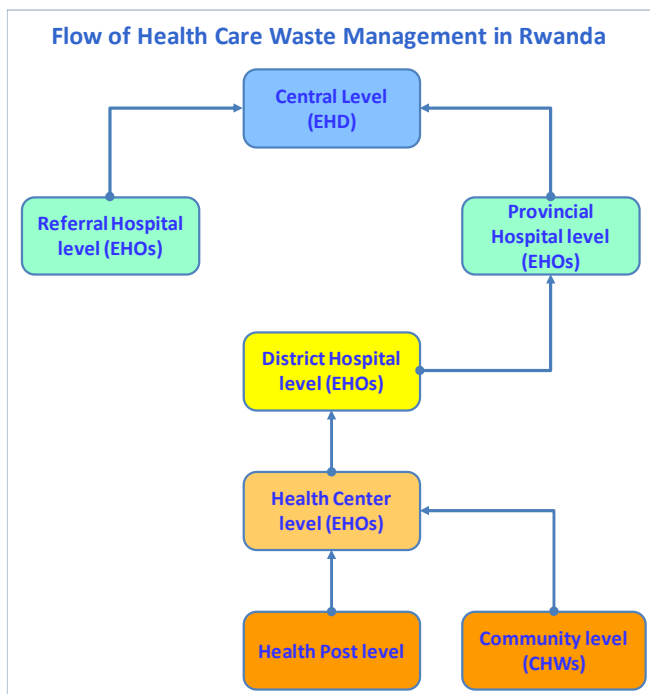 Flow of Health Care Waste Management in Rwanda
Central Level
(EHD)
Referral Hospital
level (EHOs)
Provincial
Hospital level
(EHOs)
District Hospital
level (EHOs)
Health Center
level (EHOs)
Health Post level
Community level
(CHWs)